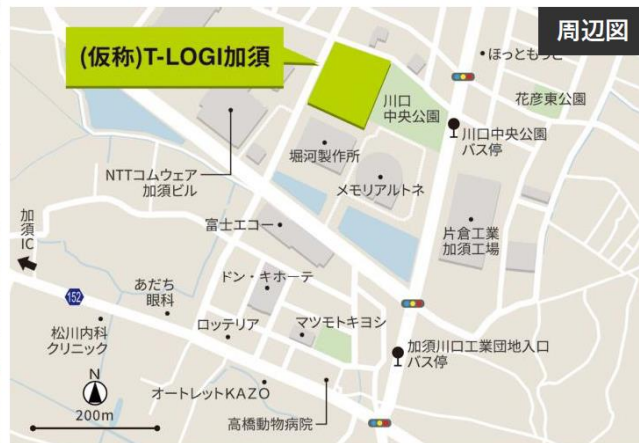 周辺図
(仮称)T-LOGI加須
ほっともっと
川口
中央公園
花彦東公園
川口中央公園
バス停
堀河製作所
NTTコムウェア
加須ビル
メモリアルトネ
加須
IC
富士エコー
片倉工業
加須工場
152
あだち
眼科
ドン・キホーテ
松川内科
クリニック
ロッテリア
マツモトキヨシ
加須川口工業団地入口
バス停
N
200m
オートレットKAZO
高橋動物病院